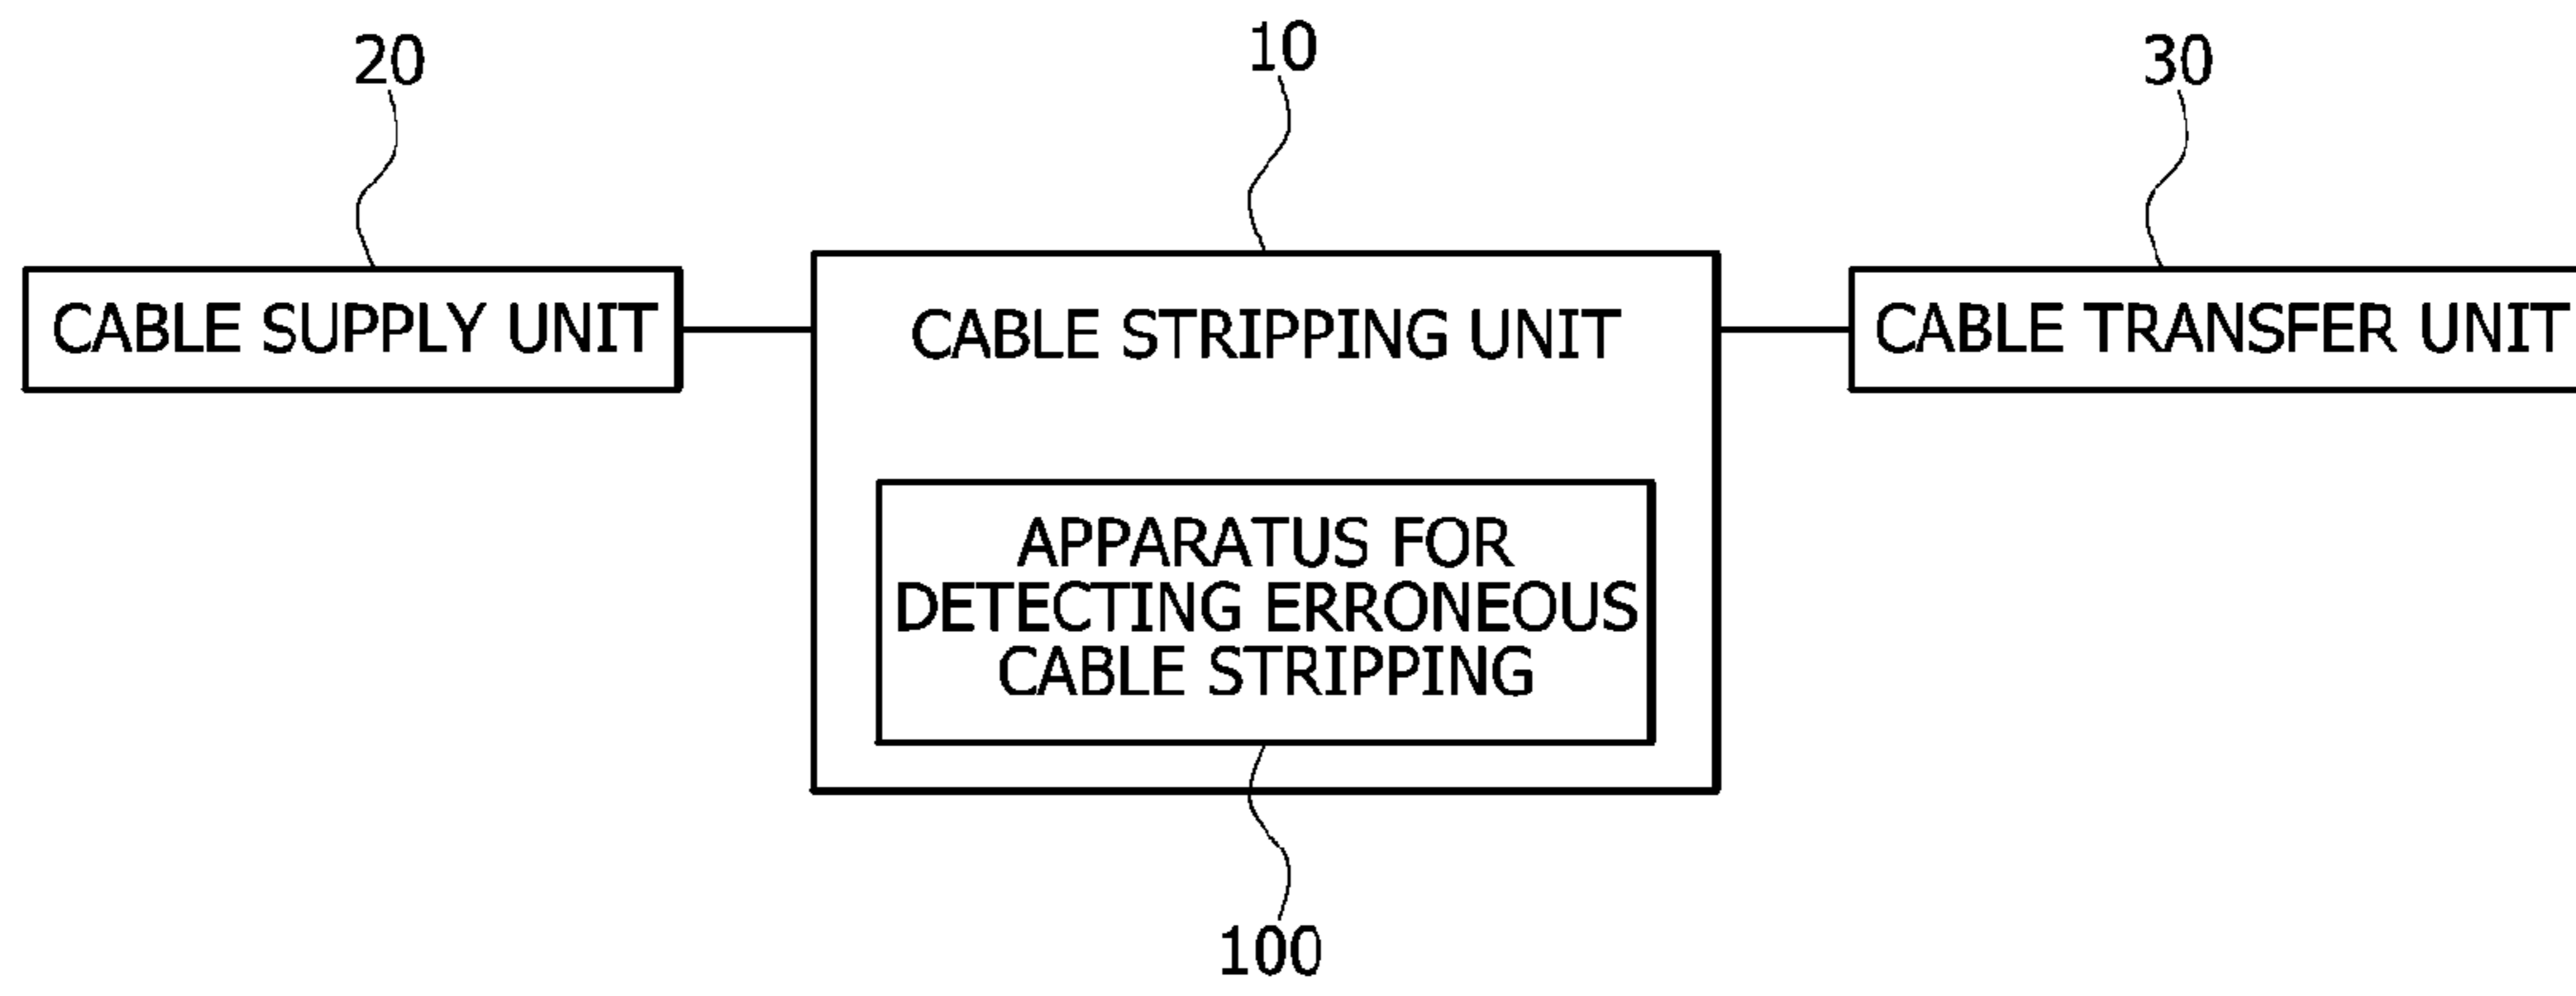 20
10
30
CABLE SUPPLY UNIT
CABLE STRIPPING UNIT
CABLE TRANSFER UNIT
APPARATUS FOR
DETECTING ERRONEOUS
CABLE STRIPPING
100